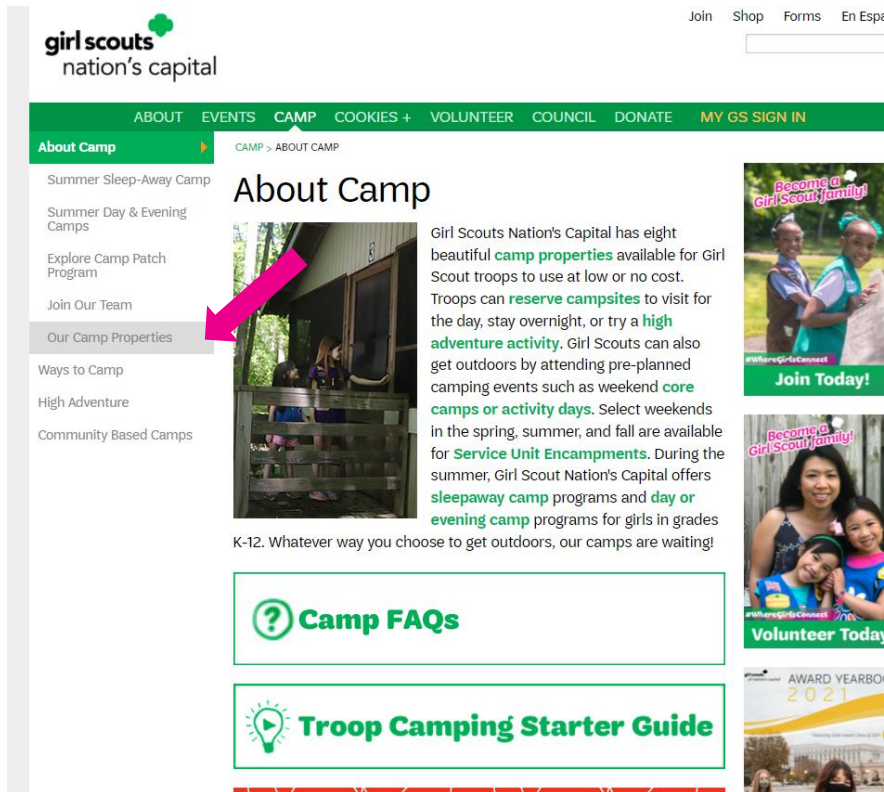 Join Shop Forms En Espa
girl scouts
nation's capital
ABOUT EVENTS CAMP COOKIES + VOLUNTEER COUNCIL DONATE MY GS SIGN IN
About Camp
Summer Sleep-Away Camp
Summer Day & Evening
Camps
Explore Camp Patch
Program
Join Our Team
Our Camp Properties
Ways to Camp
High Adventure
Community Based Camps
CAMP > ABOUT CAMP
About Camp
3
Girl Scouts Nation's Capital has eight
beautiful camp properties available for Girl
Scout troops to use at low or no cost.
Troops can reserve campsites to visit for
the day, stay overnight, or try a high
adventure activity. Girl Scouts can also
get outdoors by attending pre-planned
camping events such as weekend core
camps or activity days. Select weekends
in the spring, summer, and fall are available
for Service Unit Encampments. During the
summer, Girl Scout Nation's Capital offers
sleepaway camp programs and day or
evening camp programs for girls in grades
K-12. Whatever way you choose to get outdoors, our camps are waiting!
? Camp FAQs
Troop Camping Starter Guide
Become a
Girl Scout family!
#WhereGirlsConnect
Join Today!
Become a
Girl Scout family!
#WhereGirlsConnect
Volunteer Today
AWARD YEARBOO
2021